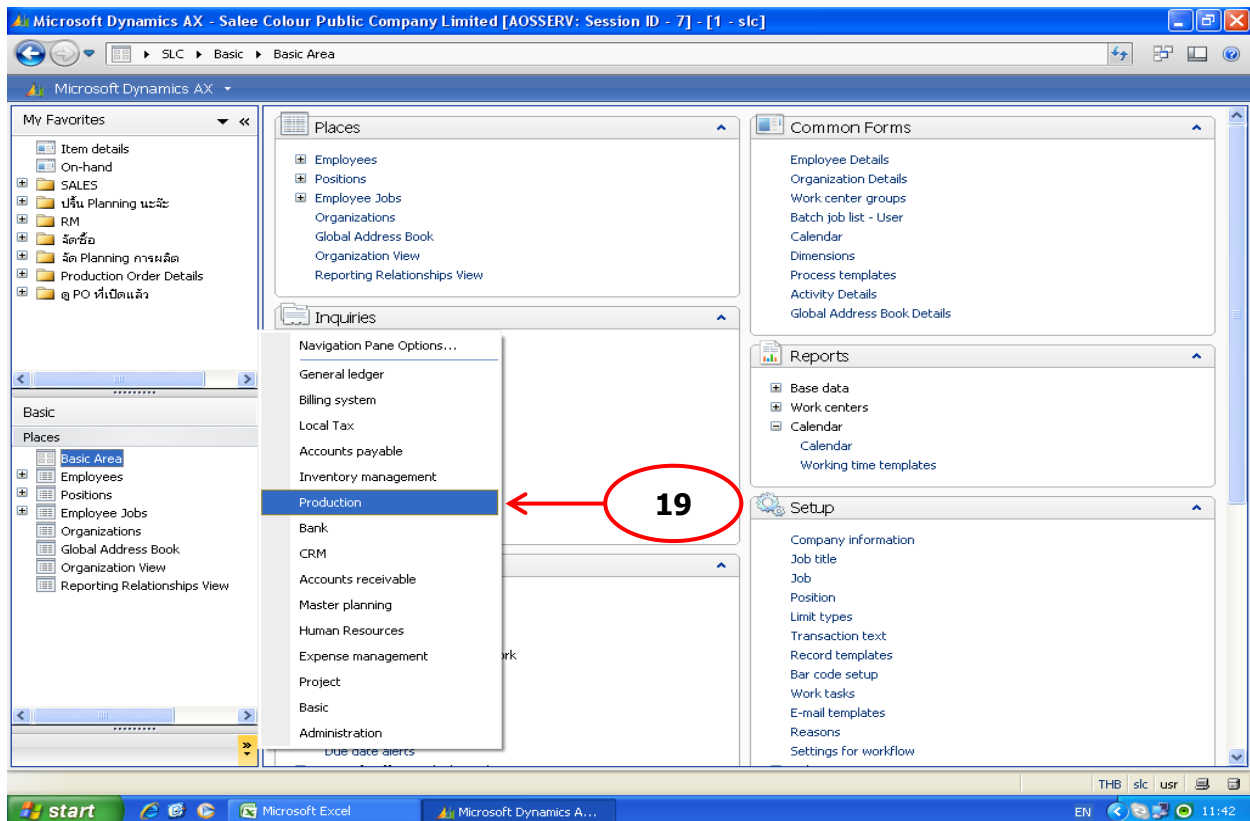 Microsoft Dynamics AX - Salee Colour Public Company Limited [AOSSERV: Session ID - 7] - [1 - slc]
SLC Basic Basic Area
Microsoft Dynamics AX
My Favorites
Item details
On-hand
SALES
ปริ้น Planning นะจ๊ะ
RM
จัดซื้อ
จัด Planning การผลิต
Production Order Details
ดู PO ที่เปิดแล้ว
Basic
Places
Basic Area
Employees
Positions
Employee Jobs
Organizations
Global Address Book
Organization View
Reporting Relationships View
Places
Employees
Positions
Employee Jobs
Organizations
Global Address Book
Organization View
Reporting Relationships View
Inquiries
Navigation Pane Options...
General ledger
Billing system
Local Tax
Accounts payable
Inventory management
Production
Bank
CRM
Accounts receivable
Master planning
Human Resources
Expense management
Project
Basic
Administration
19
Due date alerts
Common Forms
Employee Details
Organization Details
Work center groups
Batch job list - User
Calendar
Dimensions
Process templates
Activity Details
Global Address Book Details
Reports
Base data
Work centers
Calendar
Calendar
Working time templates
Setup
Company information
Job title
Job
Position
Limit types
Transaction text
Record templates
Bar code setup
Work tasks
E-mail templates
Reasons
Settings for workflow
THB slc usr
start Microsoft Excel Microsoft Dynamics A... EN 11:42